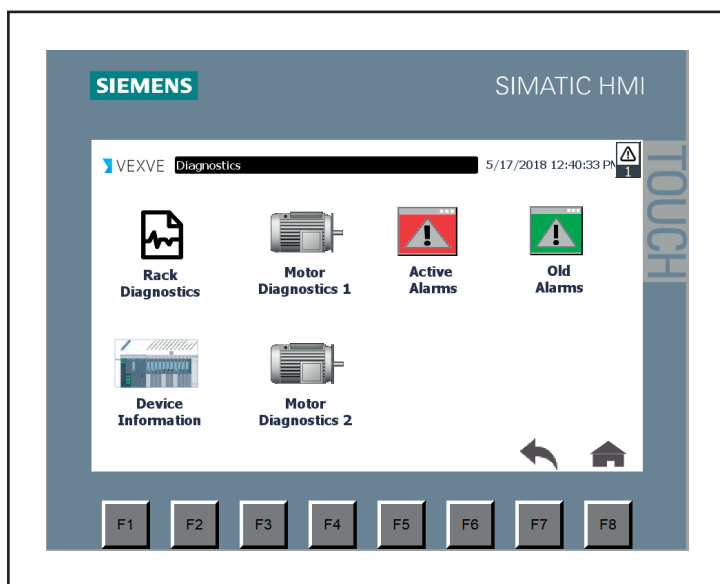 SIEMENS
SIMATIC HMI
TOUCH
VEXVE
Diagnostics
5/17/2018 12:40:33 P
1
Rack
Diagnostics
Motor
Diagnostics 1
Active
Alarms
Old
Alarms
Device
Information
Motor
Diagnostics 2
F1
F2
F3
F4
F5
F6
F7
F8